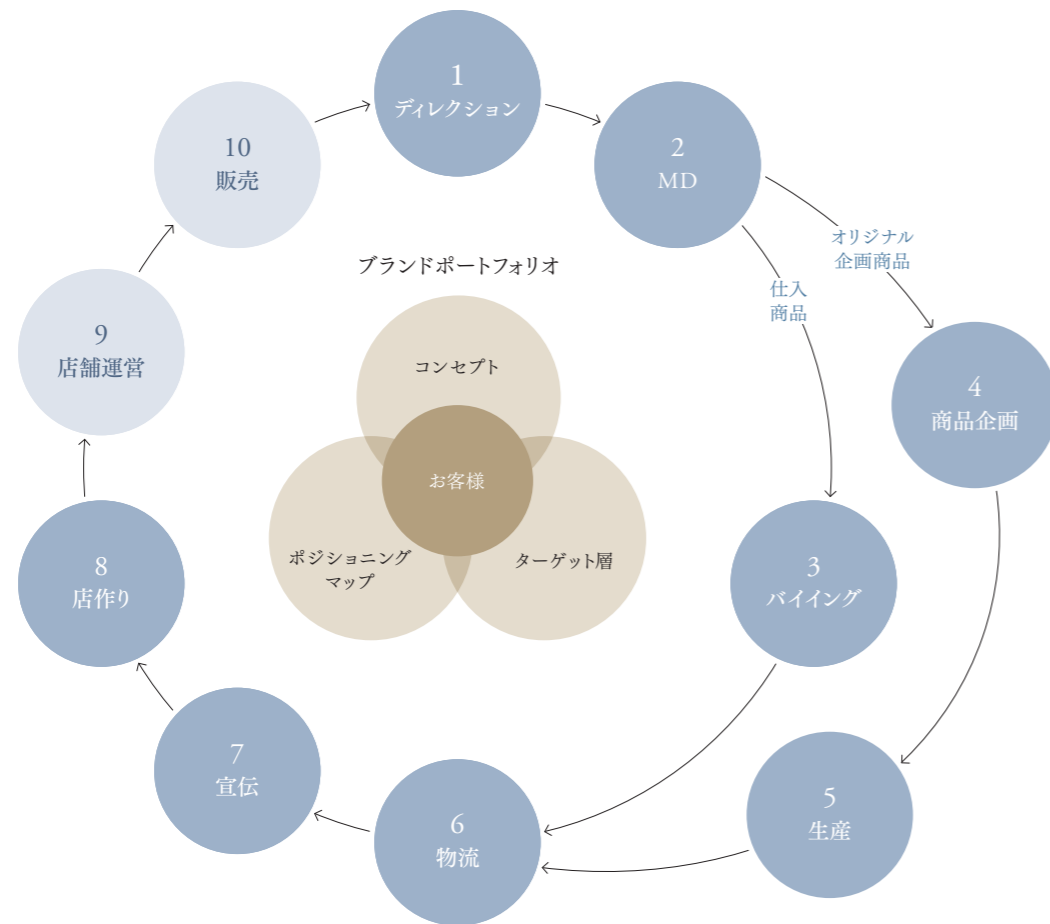 1
ディレクション
2
MD
オリジナル
企画商品
仕入
商品
4
商品企画
3
バイイング
5
生産
6
物流
7
宣伝
8
店作り
9
店舗運営
10
販売
ブランドポートフォリオ
コンセプト
お客様
ポジショニング
マップ
ターゲット層